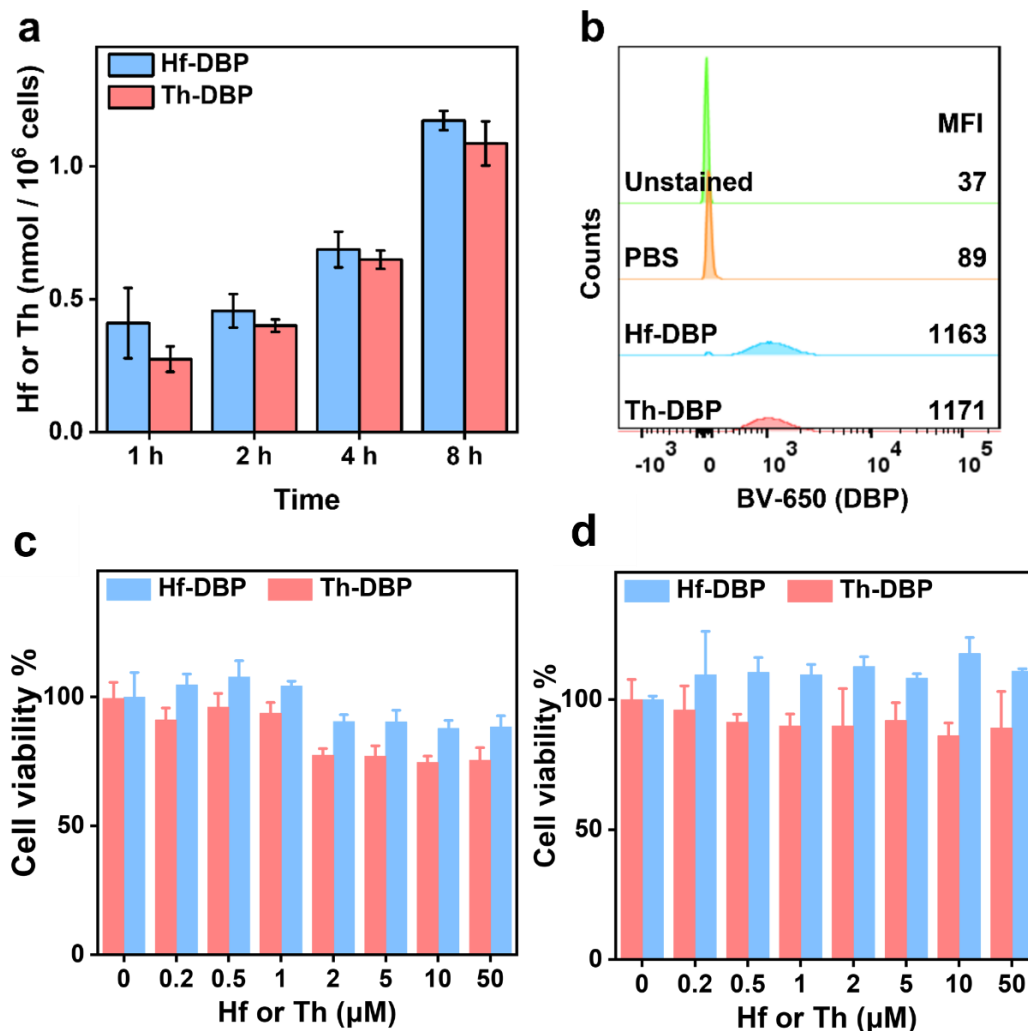 a
Hf or Th (nmol / 10⁶ cells)
Hf-DBP
Th-DBP
1.0
0.5
0.0
1 h 2 h 4 h 8 h
Time
b
Counts
MFI
Unstained 37
PBS 89
Hf-DBP 1163
Th-DBP 1171
-10³ 0 10³ 10⁴ 10⁵
BV-650 (DBP)
c
Cell viability %
Hf-DBP Th-DBP
100
50
0
0 0.2 0.5 1 2 5 10 50
Hf or Th (µM)
d
Cell viability %
Hf-DBP Th-DBP
100
50
0
0 0.2 0.5 1 2 5 10 50
Hf or Th (µM)